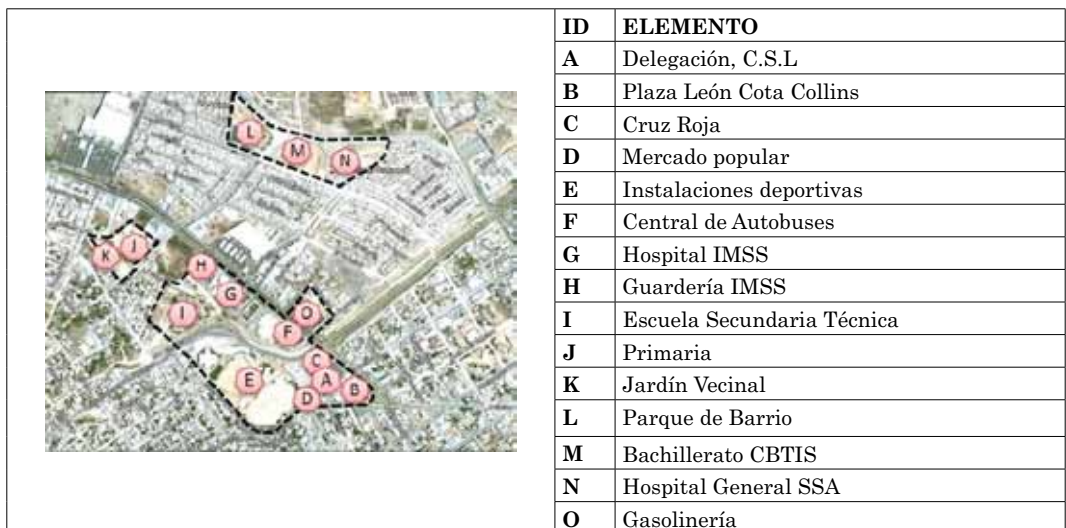 ID ELEMENTO
A Delegación, C.S.L
B Plaza León Cota Collins
C Cruz Roja
D Mercado popular
E Instalaciones deportivas
F Central de Autobuses
G Hospital IMSS
H Guardería IMSS
I Escuela Secundaria Técnica
J Primaria
K Jardín Vecinal
L Parque de Barrio
M Bachillerato CBTIS
N Hospital General SSA
O Gasolinería
L
M
N
J
K
H
G
I
O
F
C
A
E
B
D